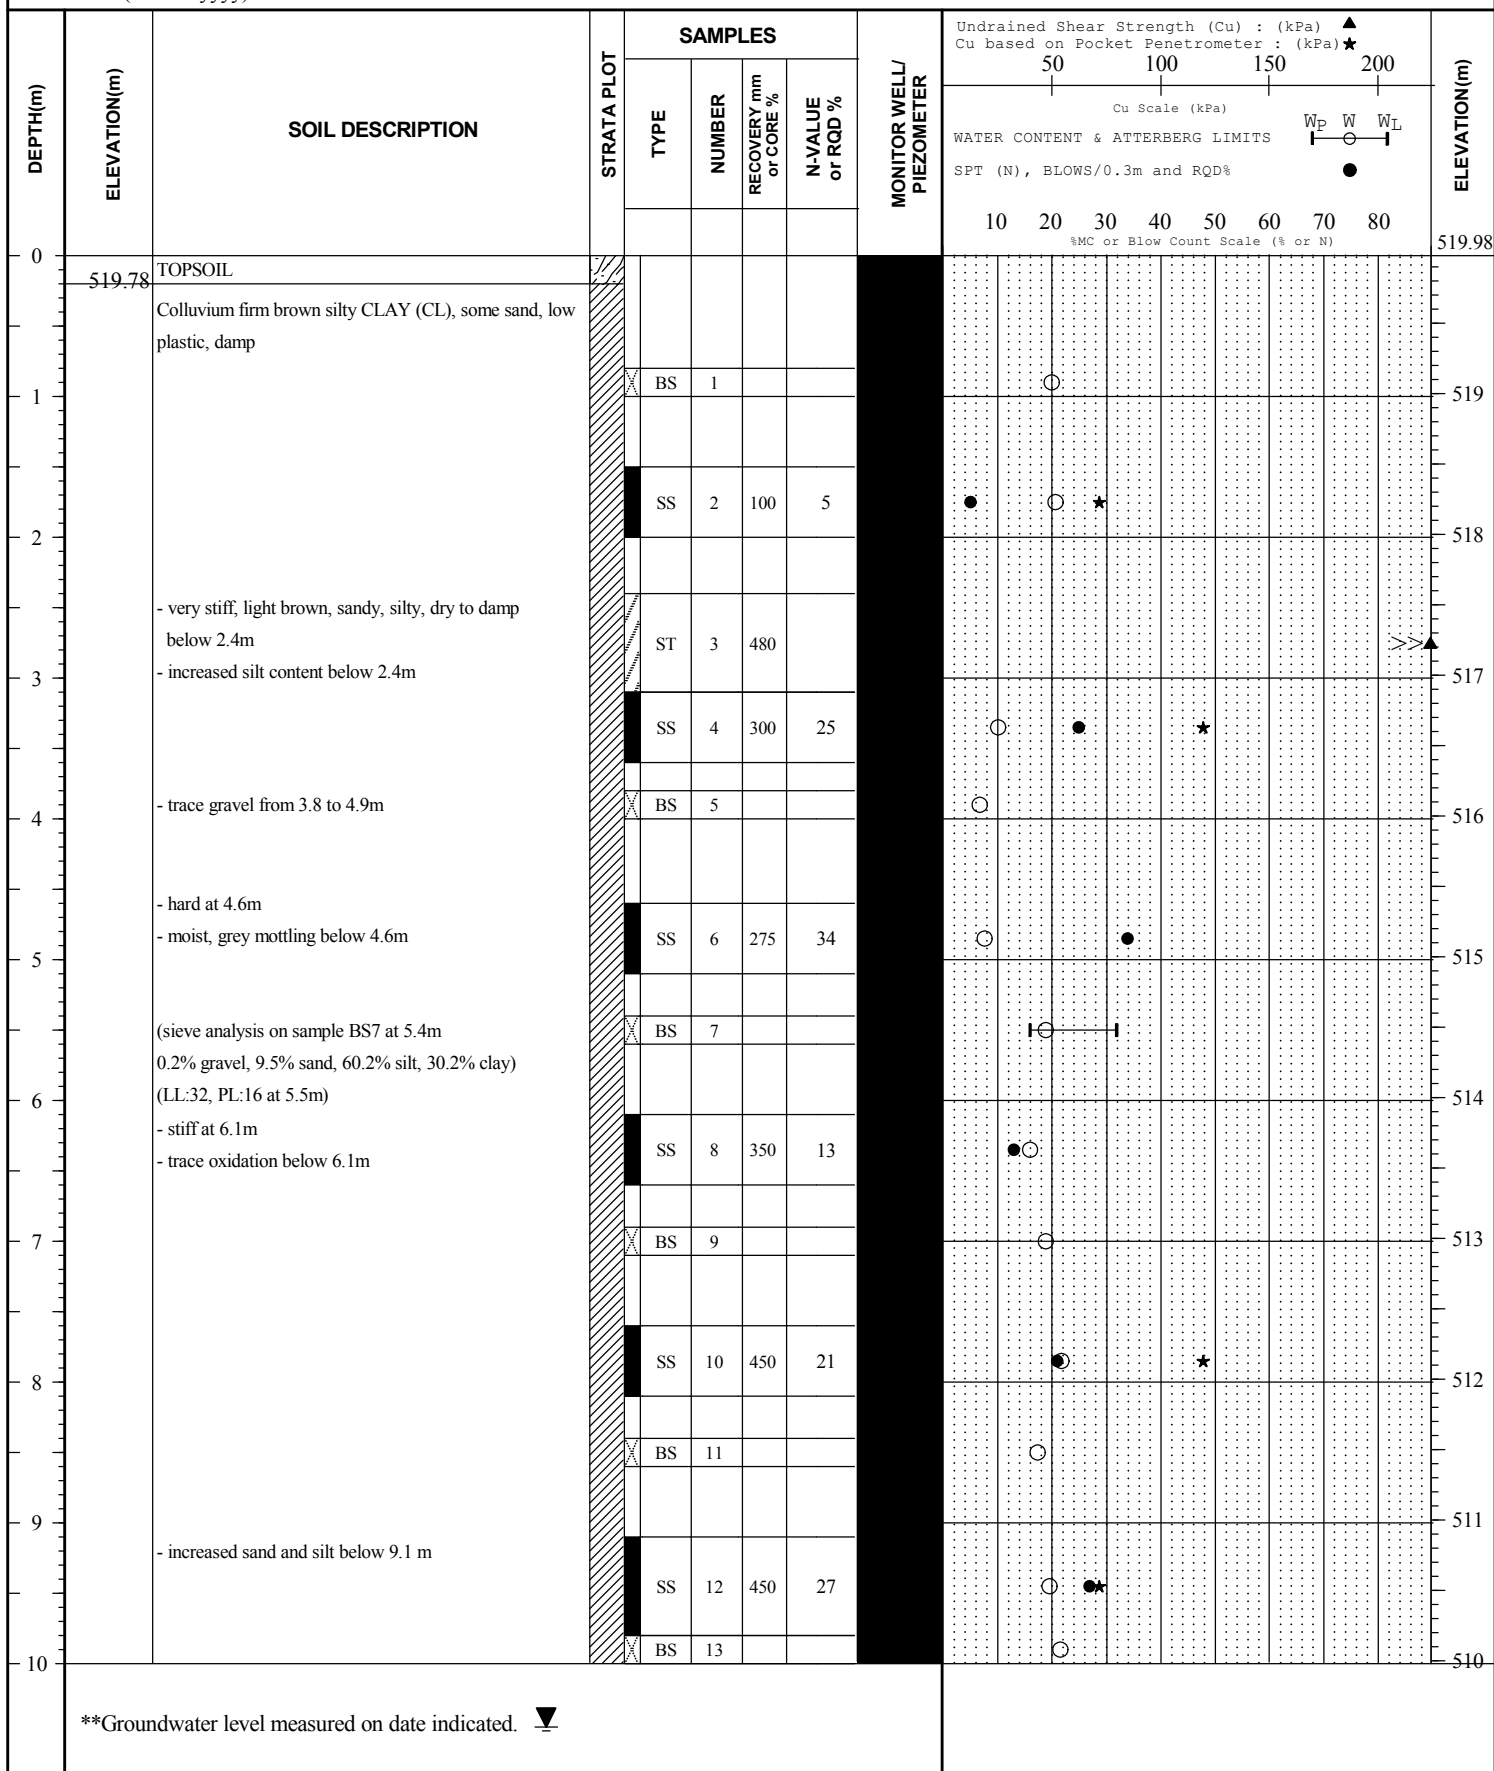 SAMPLES
Undrained Shear Strength (Cu) : (kPa) ▲
Cu based on Pocket Penetrometer : (kPa) ★
50 100 150 200
Cu Scale (kPa)
WATER CONTENT & ATTERBERG LIMITS
WP W WL
SPT (N), BLOWS/0.3m and RQD% ●
10 20 30 40 50 60 70 80
%MC or Blow Count Scale (% or N)
DEPTH(m)
ELEVATION(m)
SOIL DESCRIPTION
STRATA PLOT
TYPE
NUMBER
RECOVERY mm
or CORE %
N-VALUE
or RQD %
MONITOR WELL/
PIEZOMETER
ELEVATION(m)
519.98
0
519.78
TOPSOIL
Colluvium firm brown silty CLAY (CL), some sand, low
plastic, damp
BS 1
1
519
SS 2 100 5
2
518
- very stiff, light brown, sandy, silty, dry to damp
below 2.4m
ST 3 480
>>
- increased silt content below 2.4m
3
517
SS 4 300 25
- trace gravel from 3.8 to 4.9m
BS 5
4
516
- hard at 4.6m
- moist, grey mottling below 4.6m
SS 6 275 34
5
515
(sieve analysis on sample BS7 at 5.4m
BS 7
0.2% gravel, 9.5% sand, 60.2% silt, 30.2% clay)
(LL:32, PL:16 at 5.5m)
6
514
- stiff at 6.1m
- trace oxidation below 6.1m
SS 8 350 13
7
BS 9
513
SS 10 450 21
8
512
BS 11
9
511
- increased sand and silt below 9.1 m
SS 12 450 27
BS 13
10
510
**Groundwater level measured on date indicated.